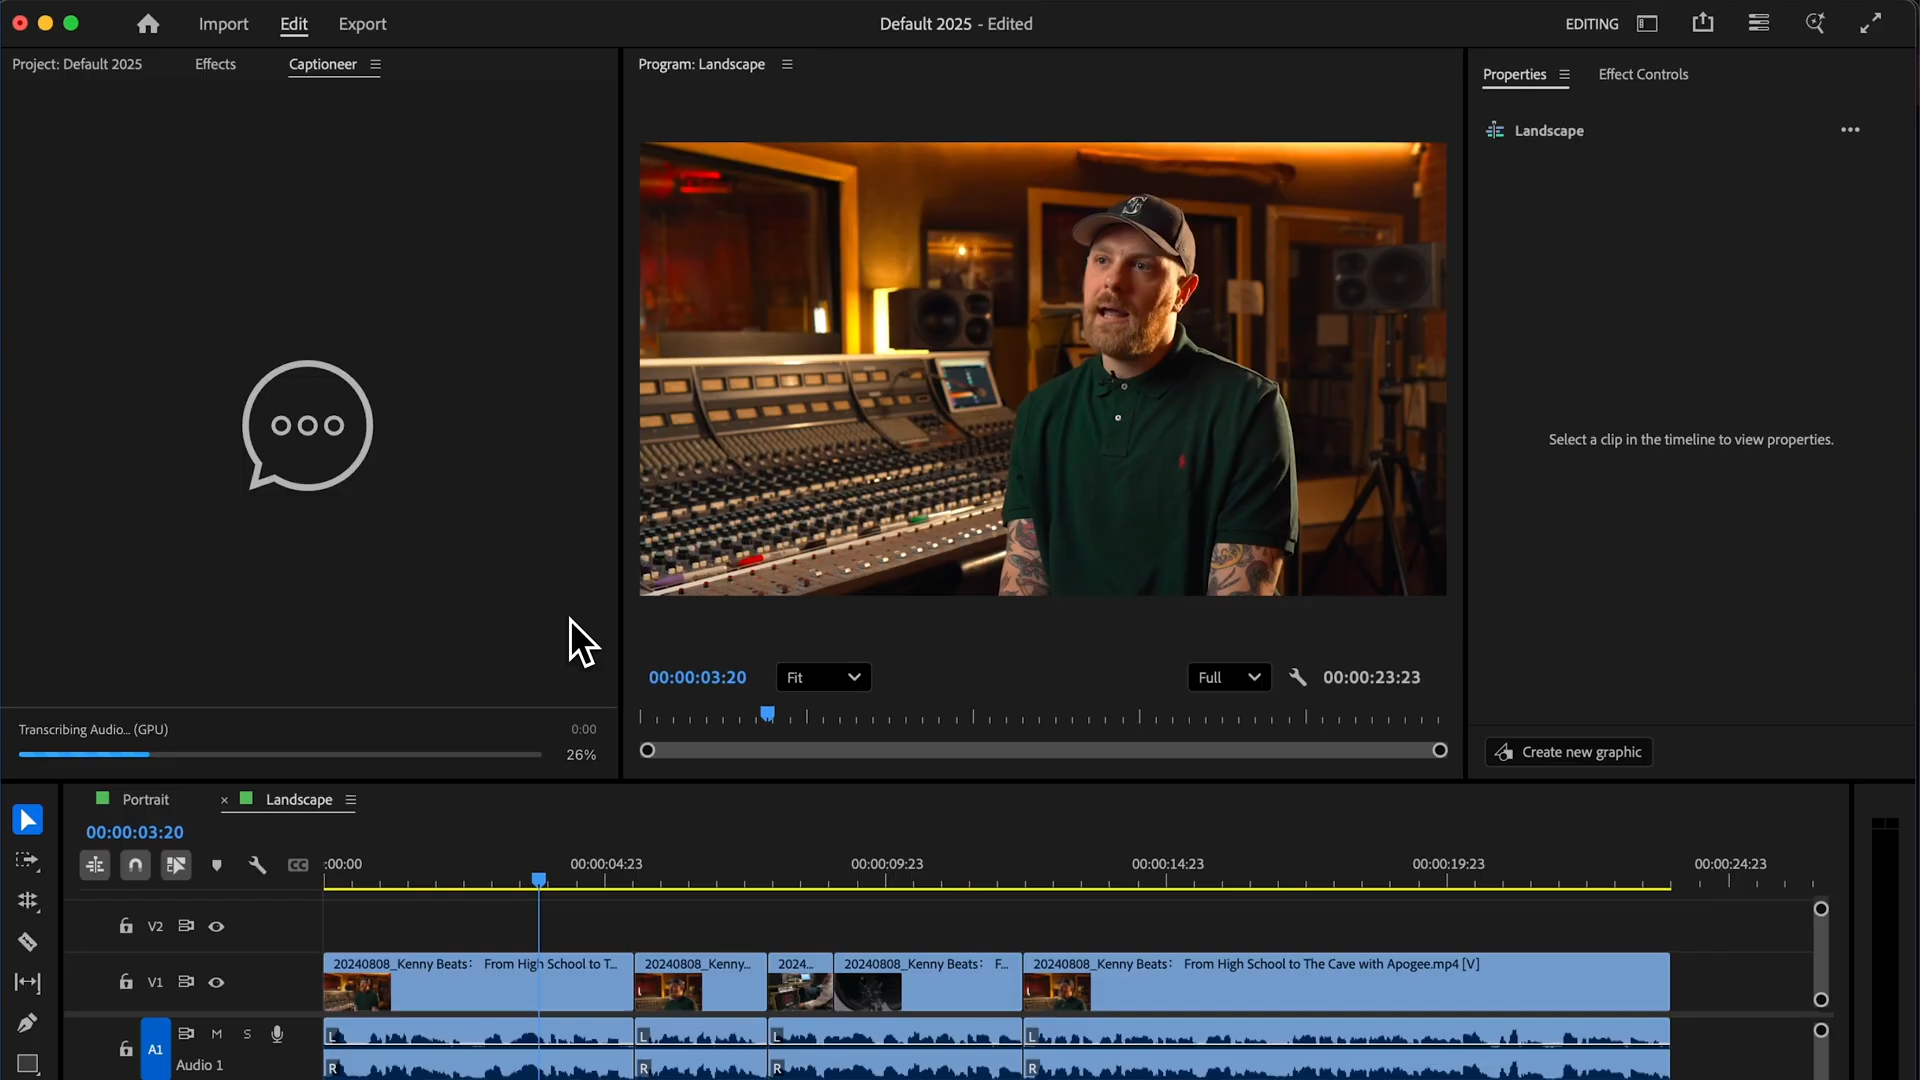 Import Edit Export
Default 2025 - Edited
EDITING
Project: Default 2025 Effects Captioneer
Program: Landscape
Properties Effect Controls
Landscape
Select a clip in the timeline to view properties.
00:00:03:20 Fit Full 00:00:23:23
Transcribing Audio... (GPU) 0:00
26%
Create new graphic
Portrait × Landscape
00:00:03:20
CC
:00:00 00:00:04:23 00:00:09:23 00:00:14:23 00:00:19:23 00:00:24:23
V2
20240808_Kenny Beats: From High School to T... 20240808_Kenny... 2024... 20240808_Kenny Beats: F... 20240808_Kenny Beats: From High School to The Cave with Apogee.mp4 [V]
V1
M S
L L L L
A1
Audio 1
R R R R